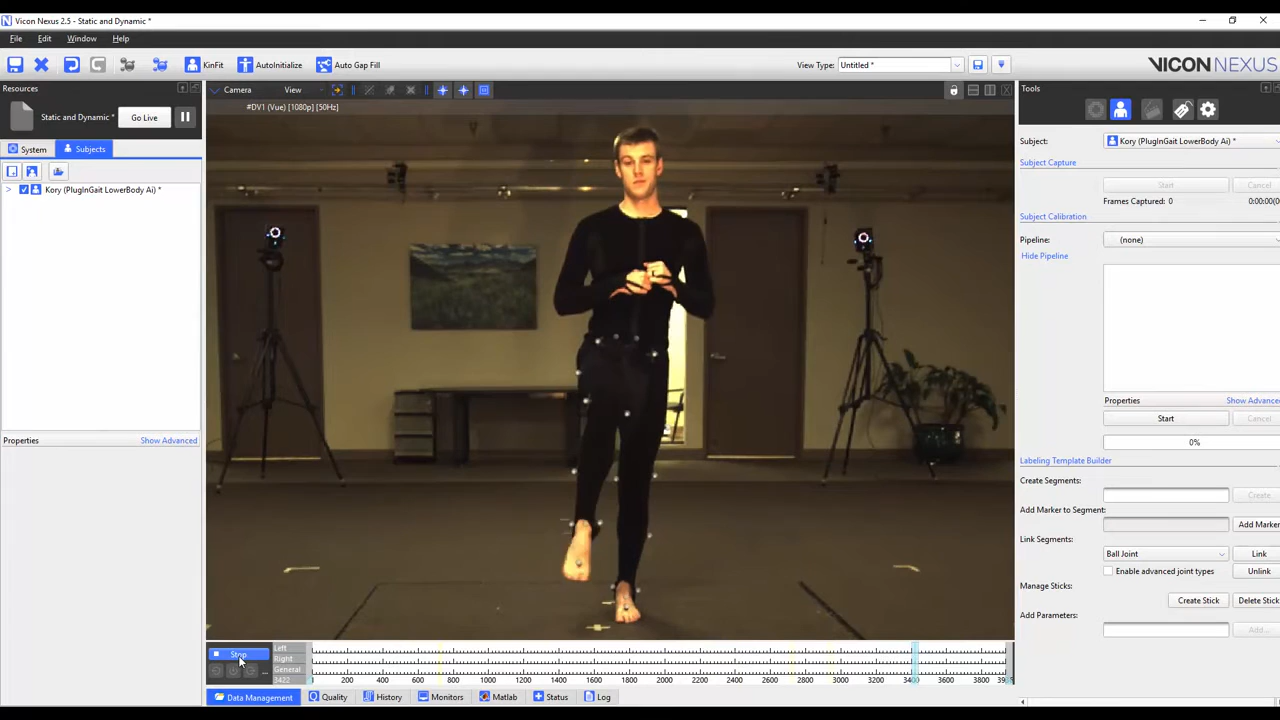 Vicon Nexus 2.5 - Static and Dynamic *
File Edit Window Help
KinFit AutoInitialize Auto Gap Fill View Type: Untitled * VICON NEXUS
Resources Camera View Tools
#DV1 (Vue) [1080p] [50Hz]
Static and Dynamic * Go Live
System Subjects
Kory (PlugInGait LowerBody Ai) *
Properties Show Advanced
Subject: Kory (PlugInGait LowerBody Ai) *
Subject Capture
Start Cancel
Frames Captured: 0 0:00:00(0
Subject Calibration
Pipeline: (none)
Hide Pipeline
Properties Show Advanced
Start Cancel
0%
Labeling Template Builder
Create Segments: Create
Add Marker to Segment: Add Marker
Link Segments:
Ball Joint Link
Enable advanced joint types Unlink
Manage Sticks:
Create Stick Delete Stick
Add Parameters:
Add...
Stop
Left
Right
General
3422 200 400 600 800 1000 1200 1400 1600 1800 2000 2200 2400 2600 2800 3000 3200 3400 3600 3800
Data Management Quality History Monitors Matlab Status Log